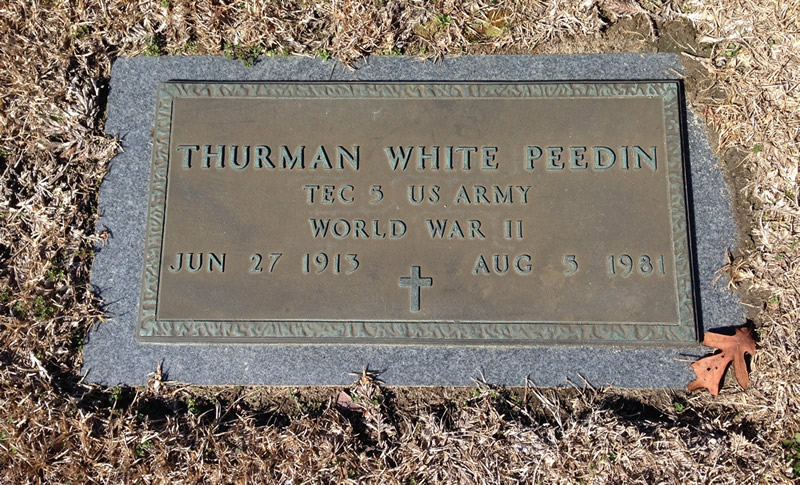 THURMAN WHITE PEEDIN
TEC 5 US ARMY
WORLD WAR II
JUN 27 1913 AUG 5 1981